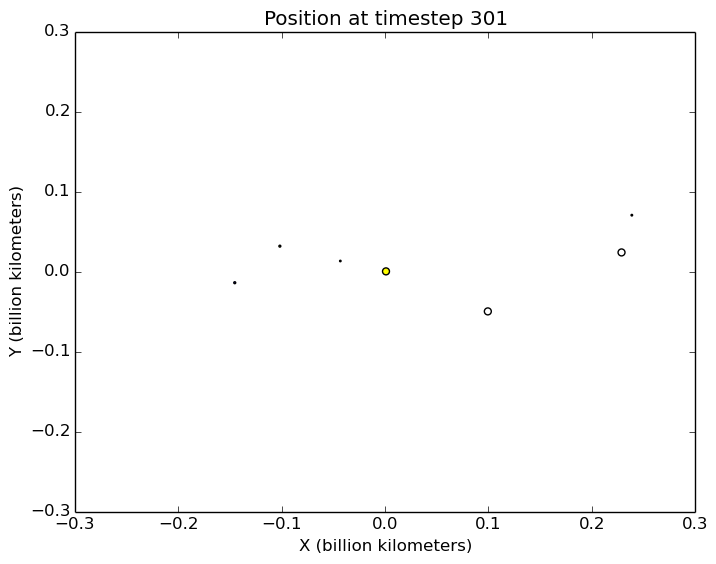 Position at timestep 301
0.3
0.2
0.1
0.0
−0.1
−0.2
−0.3
Y (billion kilometers)
−0.3 −0.2 −0.1 0.0 0.1 0.2 0.3
X (billion kilometers)